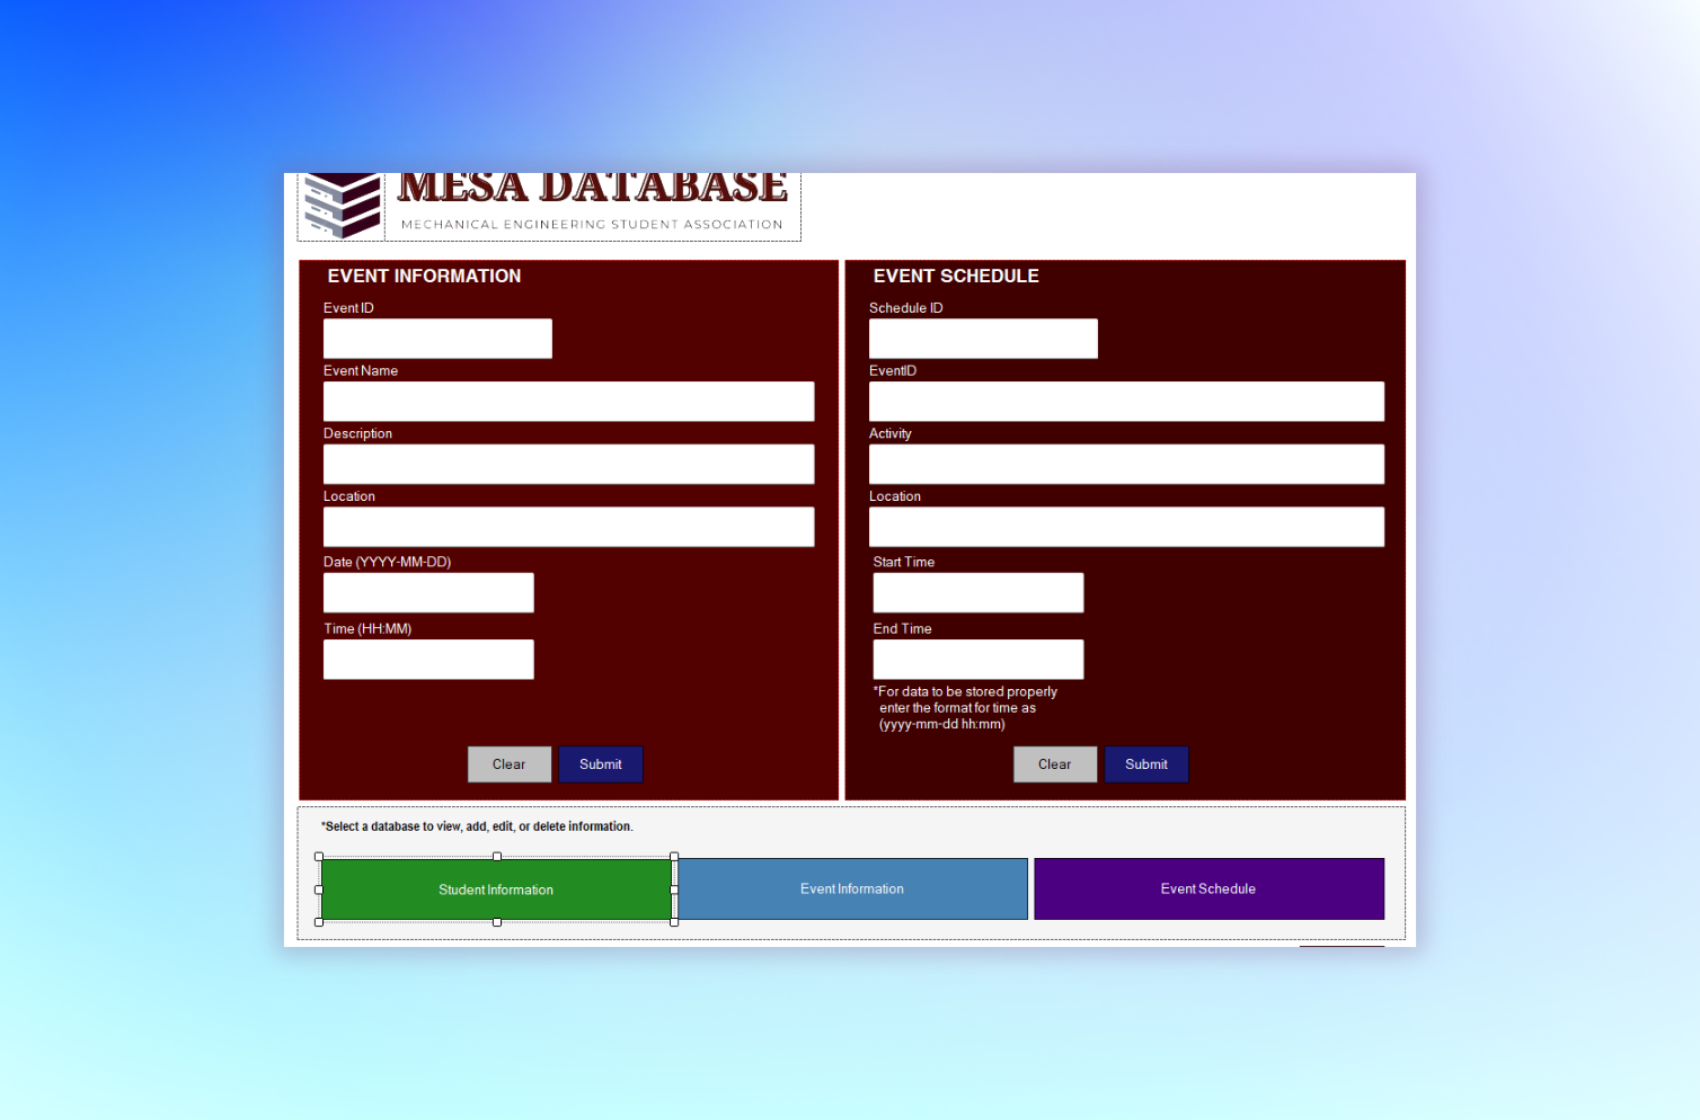 MESA DATABASE
MECHANICAL ENGINEERING STUDENT ASSOCIATION
EVENT INFORMATION
Event ID
Event Name
Description
Location
Date (YYYY-MM-DD)
Time (HH:MM)
Clear
Submit
EVENT SCHEDULE
Schedule ID
EventID
Activity
Location
Start Time
End Time
*For data to be stored properly
enter the format for time as
(yyyy-mm-dd hh:mm)
Clear
Submit
*Select a database to view, add, edit, or delete information.
Student Information
Event Information
Event Schedule